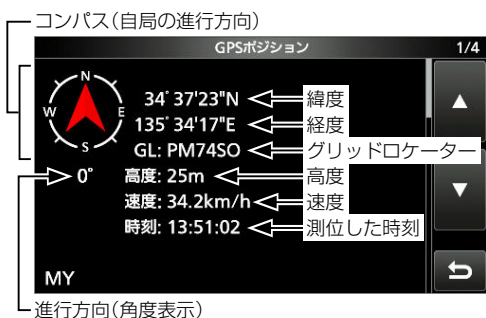 コンパス(自局の進行方向)
GPSポジション 1/4
N
W E
S
34°37'23"N 緯度
135°34'17"E 経度
GL: PM74SO グリッドロケーター
0° 高度: 25m 高度
速度: 34.2km/h 速度
時刻: 13:51:02 測位した時刻
MY
進行方向(角度表示)